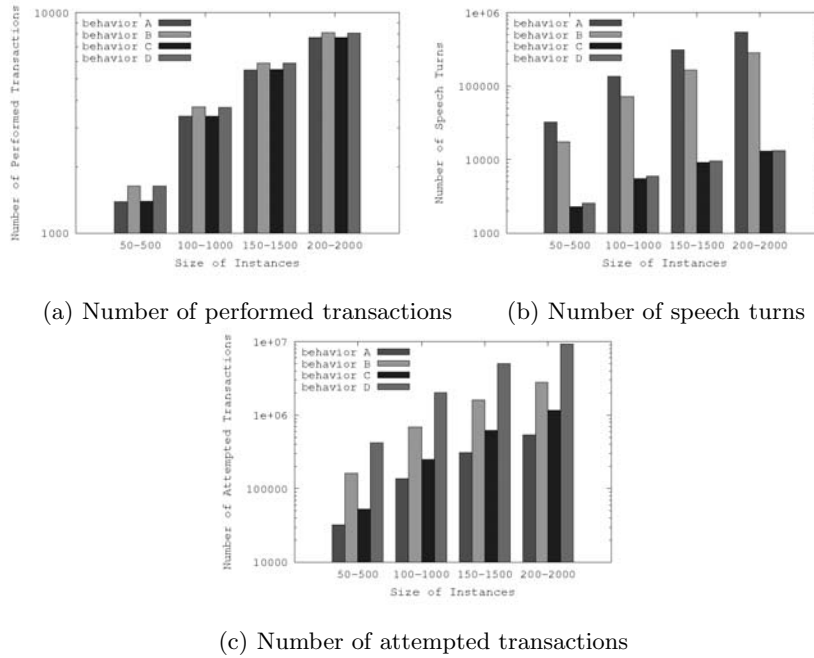 Number of Performed Transactions
10000
1000
behavior A
behavior B
behavior C
behavior D
50-500 100-1000 150-1500 200-2000
Size of Instances
(a) Number of performed transactions
Number of Speech Turns
1e+06
100000
10000
1000
behavior A
behavior B
behavior C
behavior D
50-500 100-1000 150-1500 200-2000
Size of Instances
(b) Number of speech turns
Number of Attempted Transactions
1e+07
1e+06
100000
10000
behavior A
behavior B
behavior C
behavior D
50-500 100-1000 150-1500 200-2000
Size of Instances
(c) Number of attempted transactions